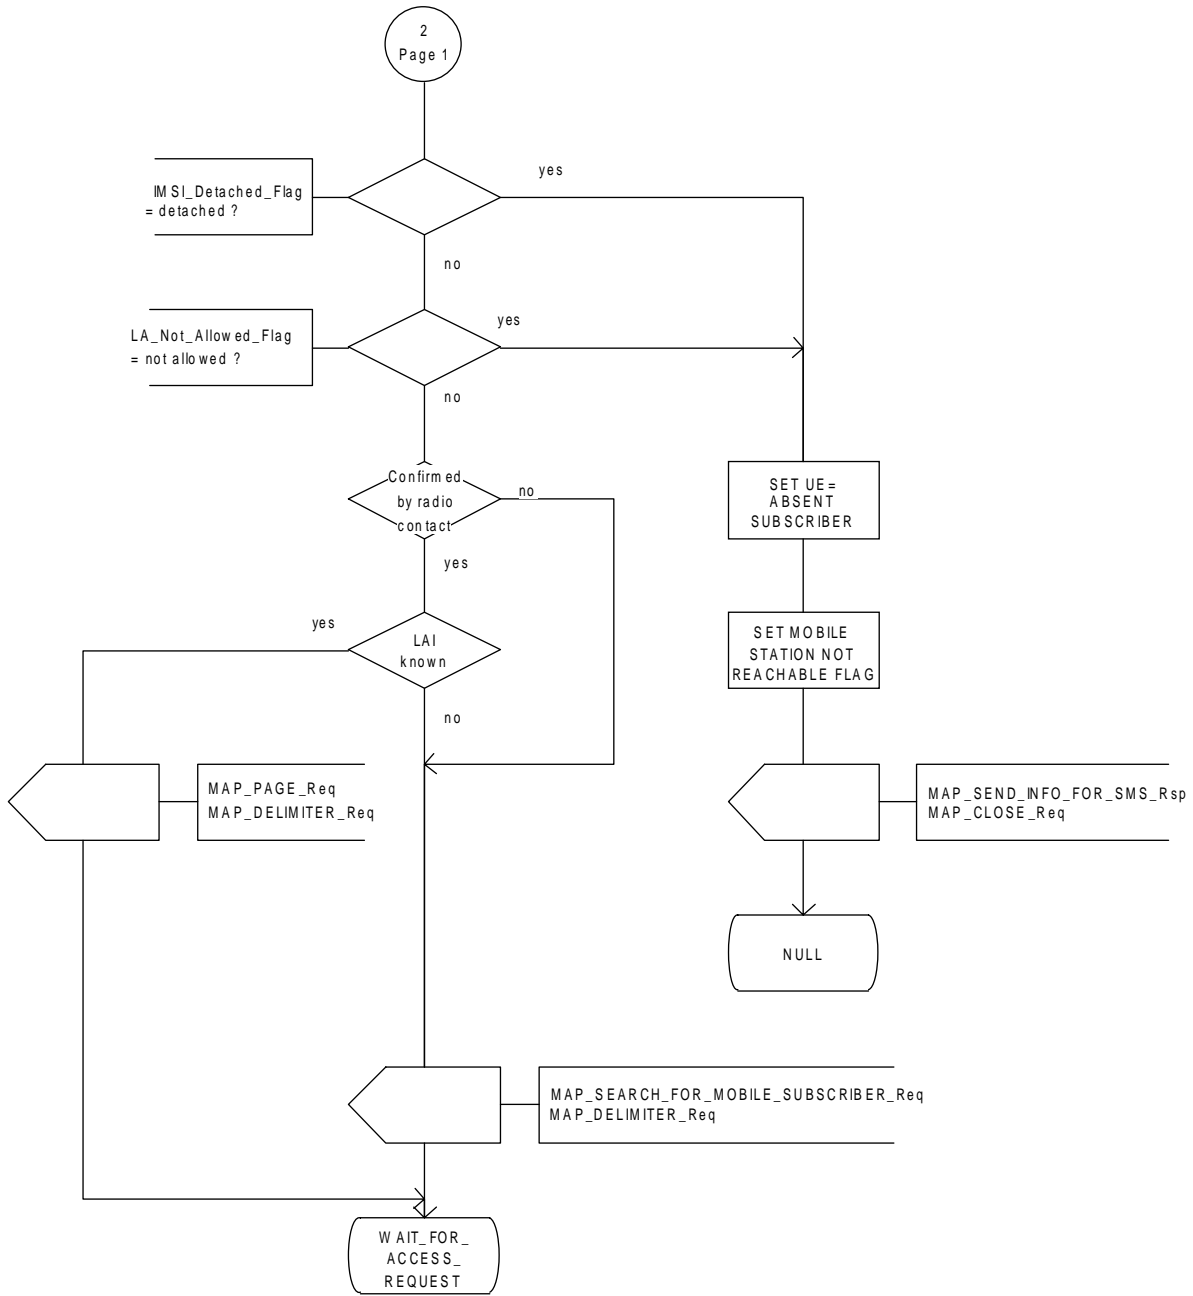 2
Page 1
yes
IMSI_Detached_Flag
= detached ?
no
yes
LA_Not_Allowed_Flag
= not allowed ?
no
Confirmed
by radio
contact
no
yes
SET UE=
ABSENT
SUBSCRIBER
yes
LAI
known
no
SET MOBILE
STATION NOT
REACHABLE FLAG
MAP_PAGE_Req
MAP_DELIMITER_Req
MAP_SEND_INFO_FOR_SMS_Rsp
MAP_CLOSE_Req
NULL
MAP_SEARCH_FOR_MOBILE_SUBSCRIBER_Req
MAP_DELIMITER_Req
WAIT_FOR_
ACCESS_
REQUEST